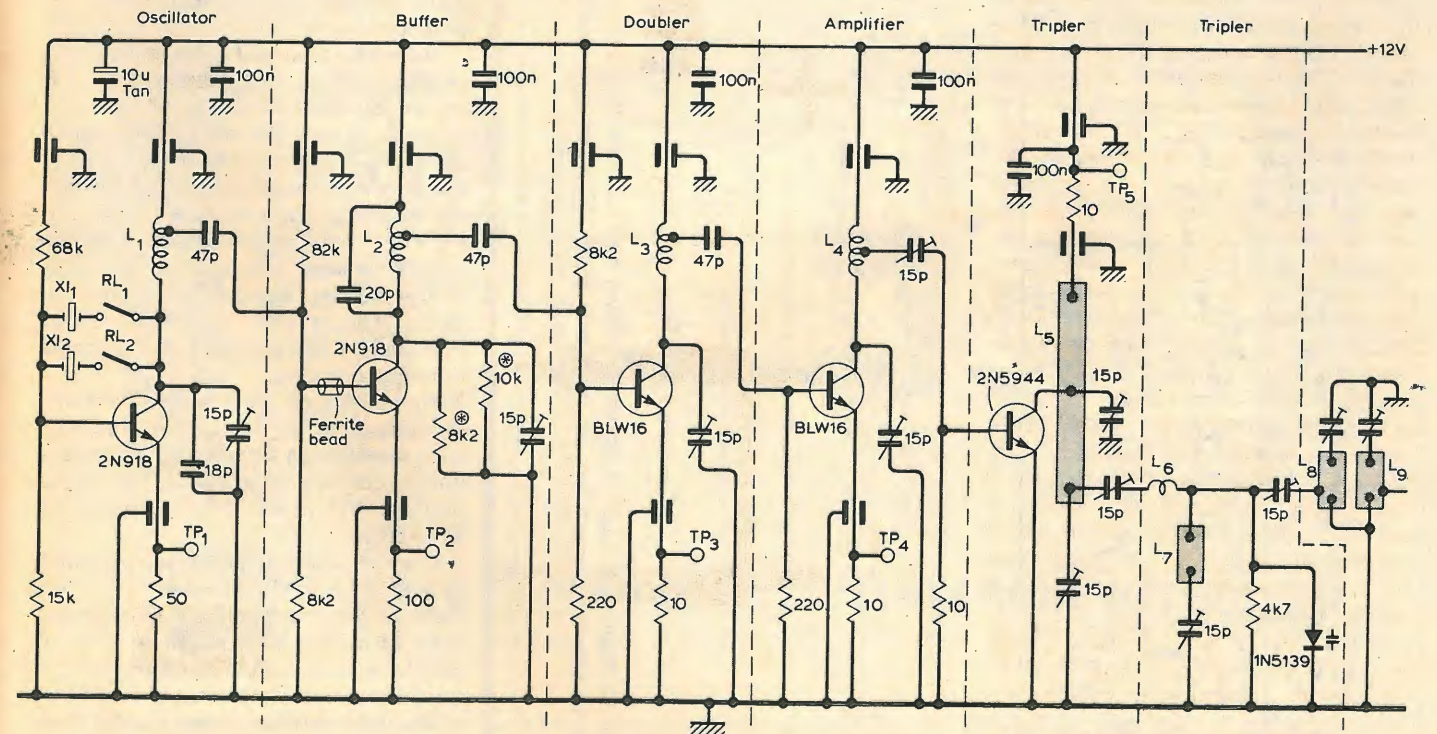 Oscillator
Buffer
Doubler
Amplifier
Tripler
Tripler
+12V
10u
Tan
100n
100n
100n
100n
100n
TP5
10
68k
L1
47p
82k
L2
47p
8k2
L3
47p
L4
15p
20p
Xl1
RL1
Xl2
RL2
2N918
Ferrite
bead
2N918
15p
18p
8k2
10k
15p
BLW16
15p
BLW16
15p
2N5944
L5
15p
15p
L6
15p
L8
L9
TP1
TP2
TP3
TP4
15p
L7
15p
15k
50
8k2
100
220
10
220
10
10
4k7
1N5139